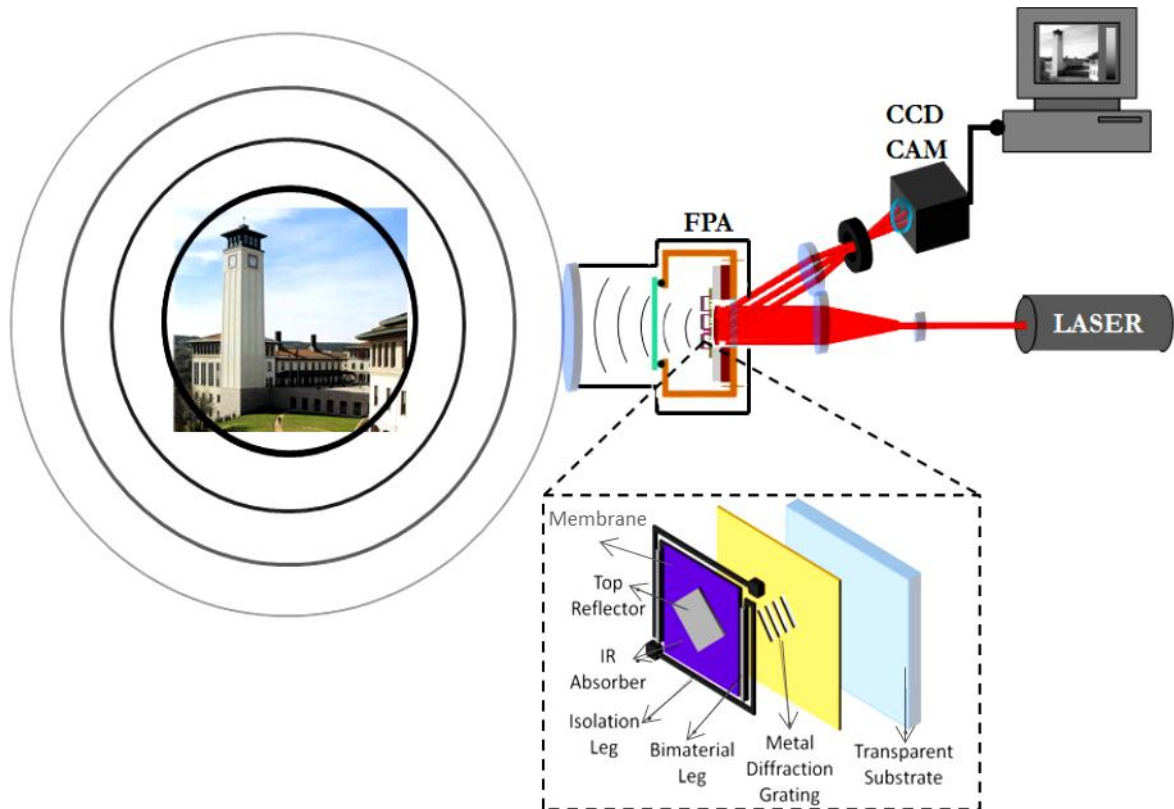 CCD
CAM
FPA
LASER
Membrane
Top
Reflector
IR
Absorber
Isolation
Leg
Bimaterial
Leg
Metal
Diffraction
Grating
Transparent
Substrate